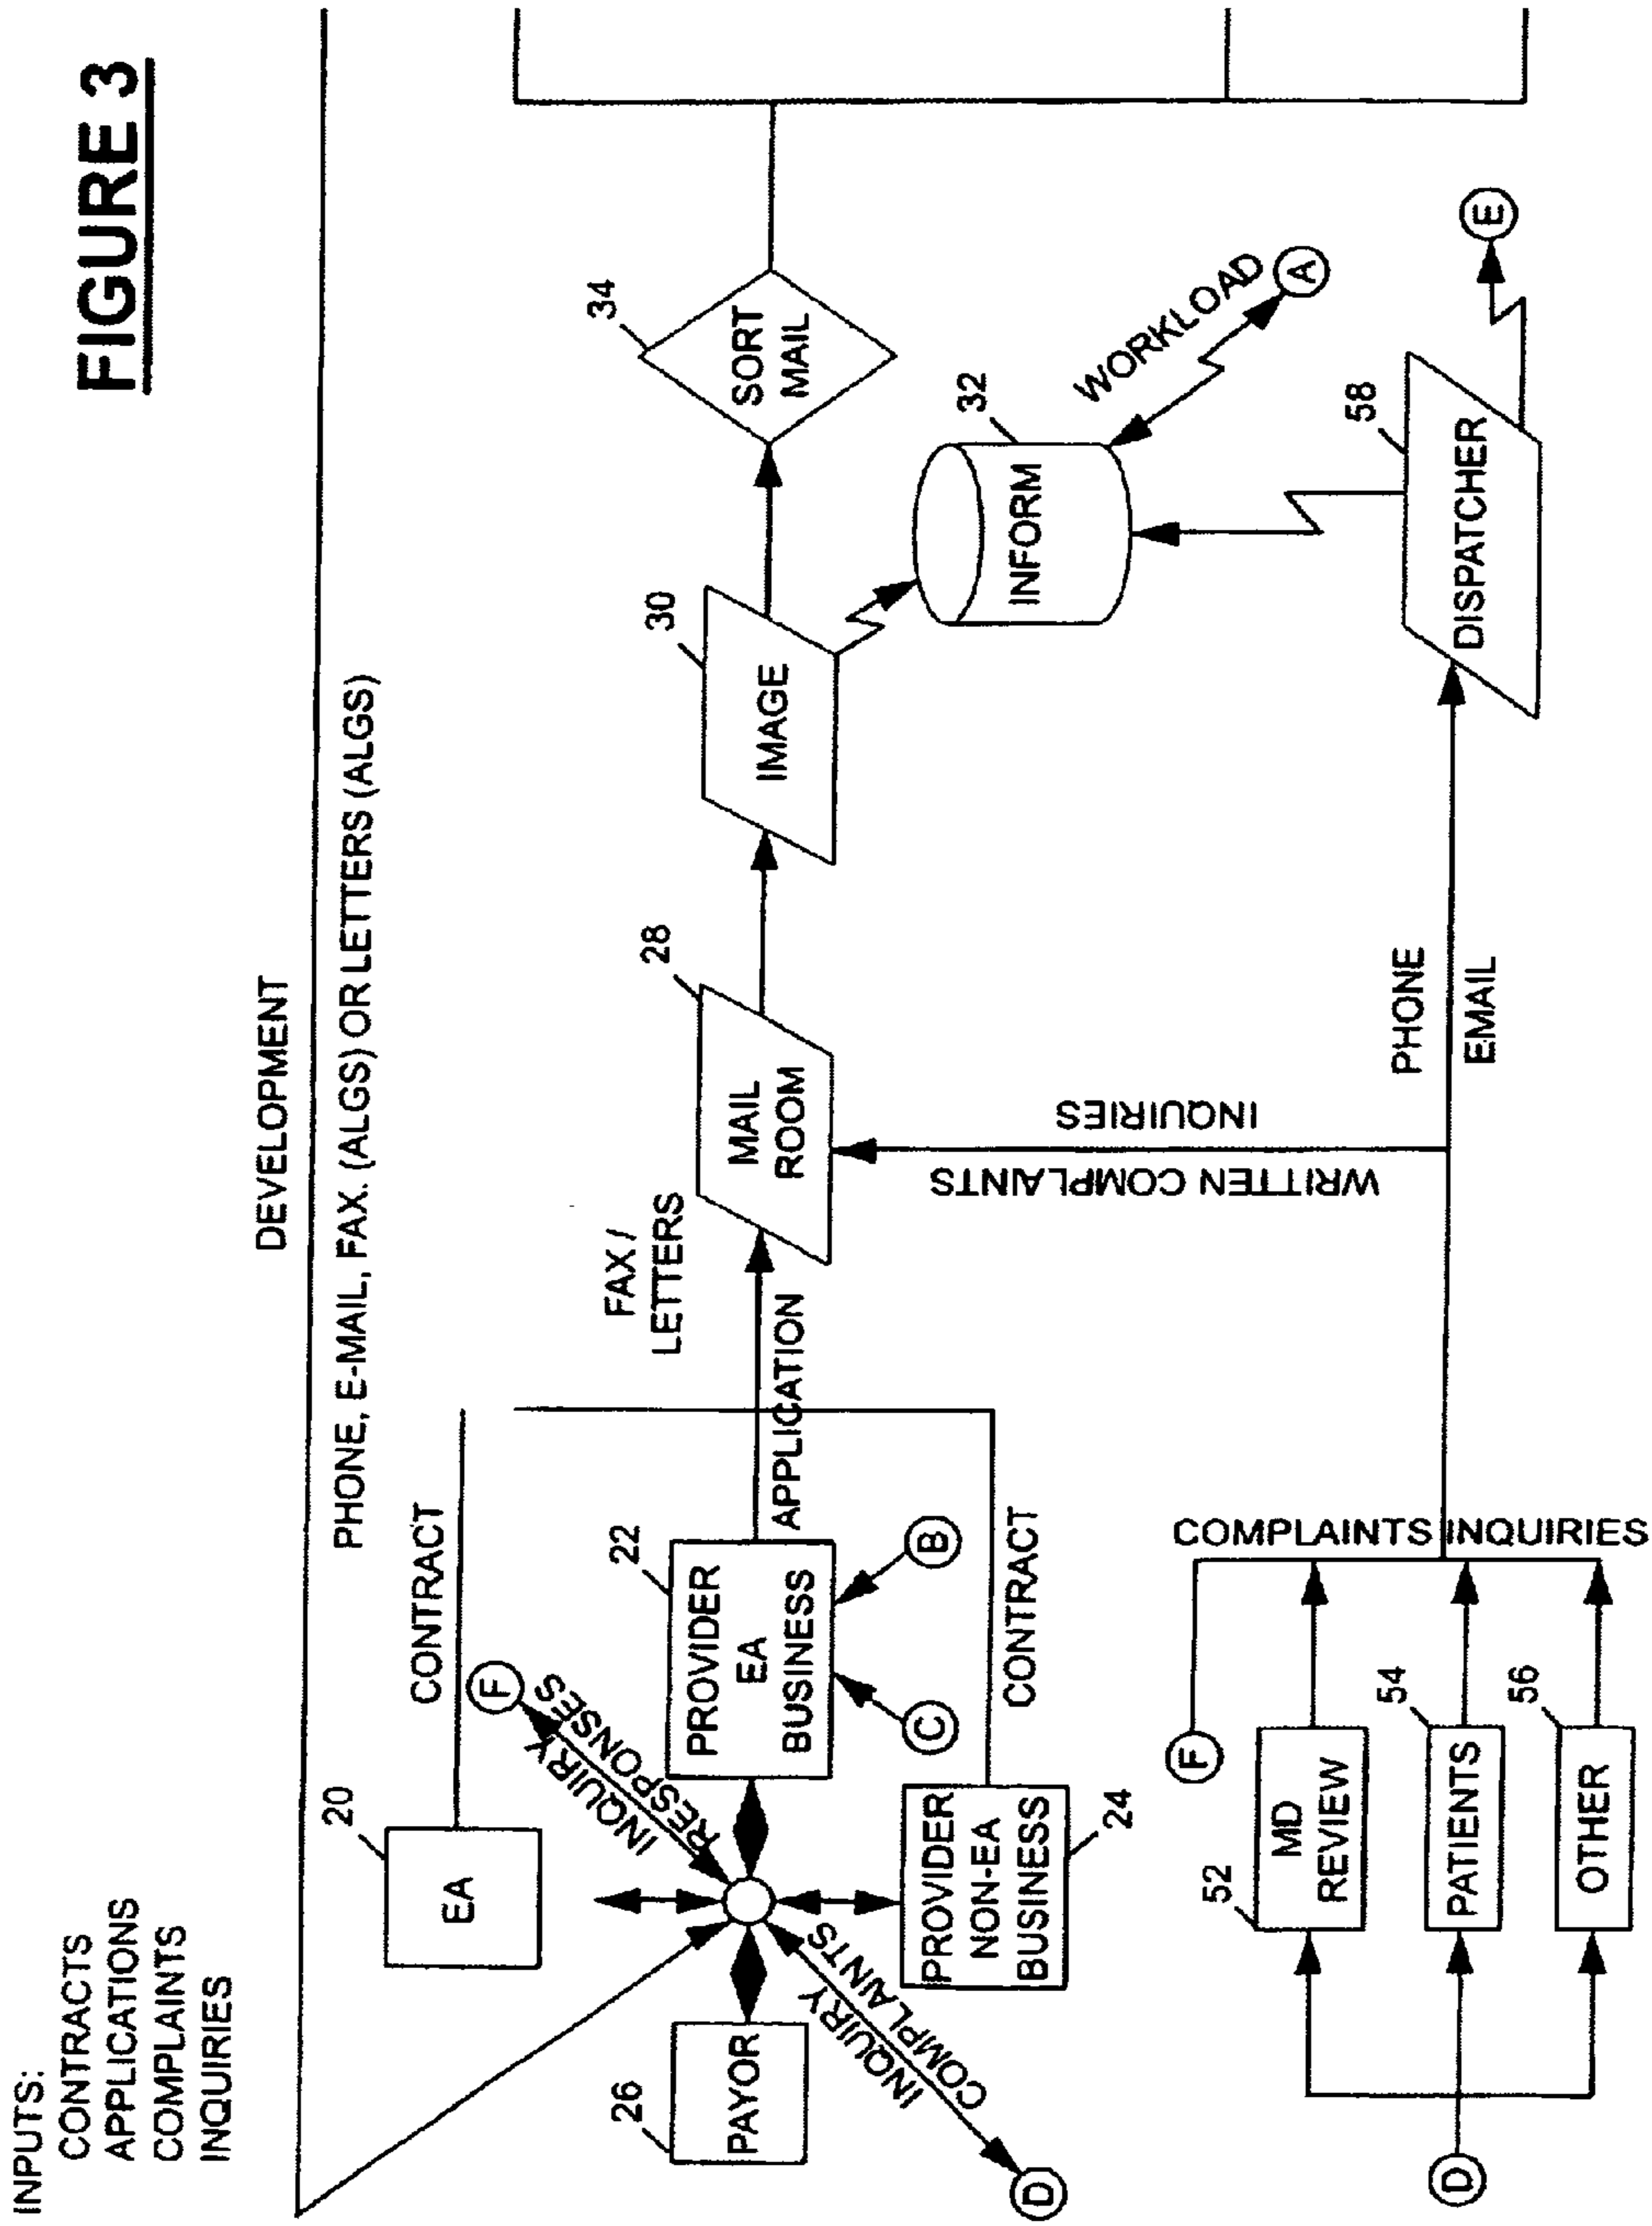 FIGURE 3
INPUTS:
CONTRACTS
APPLICATIONS
COMPLAINTS
INQUIRIES
DEVELOPMENT
PHONE, E-MAIL, FAX. (ALGS) OR LETTERS (ALGS)
20
EA
CONTRACT
F
INQUIRY
RESPONSES
26
PAYOR
22
PROVIDER
EA
BUSINESS
APPLICATION
FAX /
LETTERS
28
MAIL
ROOM
30
IMAGE
34
SORT
MAIL
C
B
INQUIRY
COMPLAINTS
D
PROVIDER
NON-EA
BUSINESS
24
CONTRACT
32
INFORM
WORKLOAD
A
INQUIRIES
WRITTEN COMPLAINTS
F
COMPLAINTS INQUIRIES
52
MD
REVIEW
54
PATIENTS
56
OTHER
D
PHONE
EMAIL
58
DISPATCHER
E